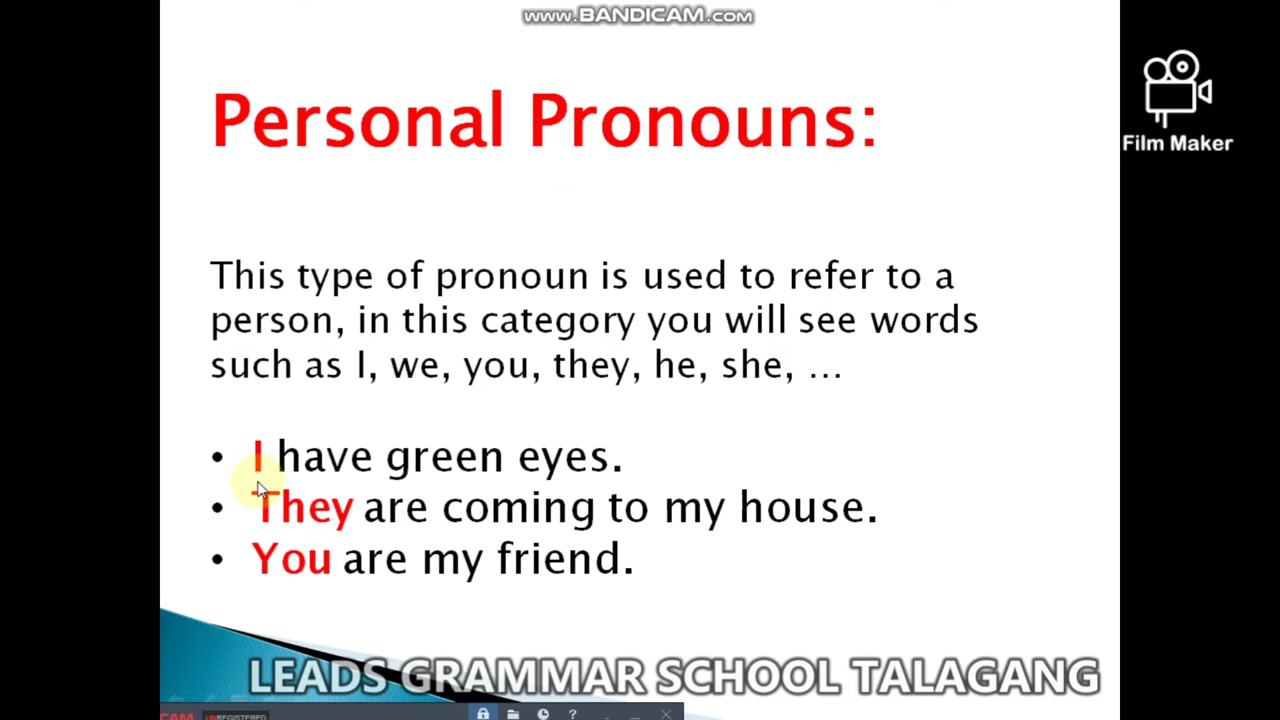 www.BANDICAM.com
Film Maker
Personal Pronouns:
This type of pronoun is used to refer to a
person, in this category you will see words
such as I, we, you, they, he, she, ...
• I have green eyes.
• They are coming to my house.
• You are my friend.
LEADS GRAMMAR SCHOOL TALAGANG
UNREGISTERED